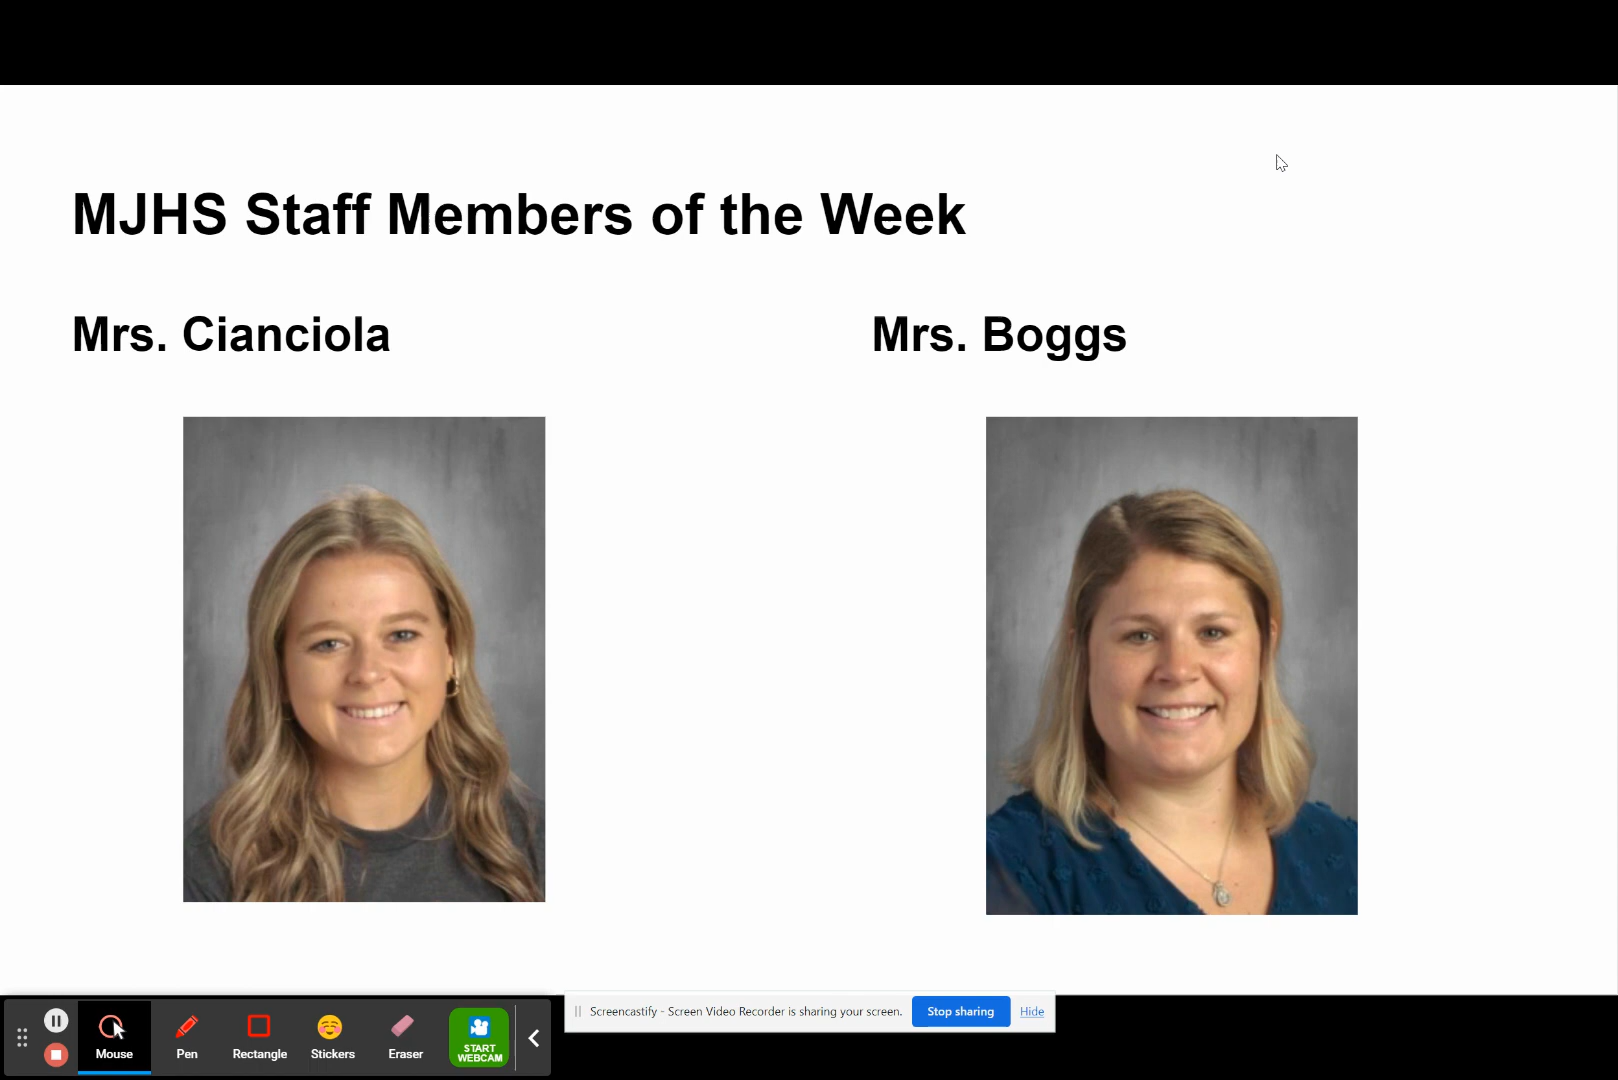 MJHS Staff Members of the Week
Mrs. Cianciola
Mrs. Boggs
Mouse
Pen
Rectangle
Stickers
Eraser
START
WEBCAM
Screencastify - Screen Video Recorder is sharing your screen.
Stop sharing
Hide